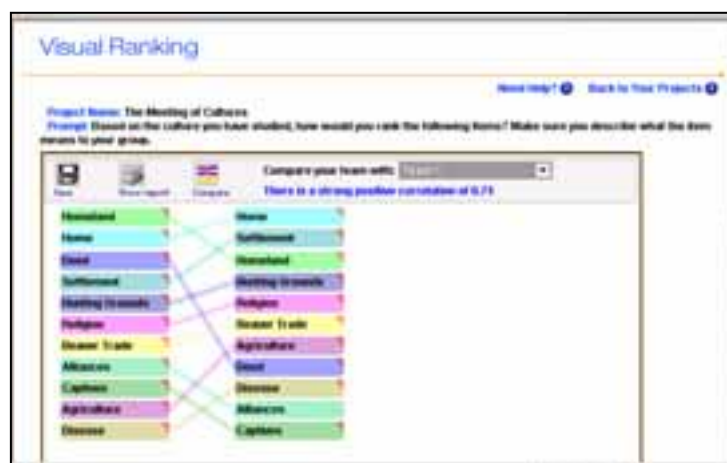 Visual Ranking
Need Help? Back to Your Projects
Project Name: The Meeting of Cultures
Prompt: Based on the culture you have studied, how would you rank the following items? Make sure you describe what the item
means to your group.
Save Show report Compare
Compare your team with:
There is a strong positive correlation of 0.71
Homeland Home
Home Settlement
Deed Homeland
Settlement Hunting Grounds
Hunting Grounds Religion
Religion Beaver Trade
Beaver Trade Agriculture
Alliances Deed
Captives Disease
Agriculture Alliances
Disease Captives